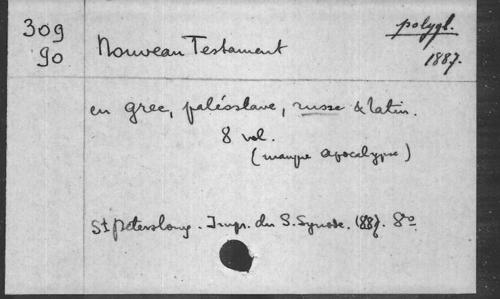 309
90
Nouveau Testament
polygl.
1887.
en grec, paléoslave, russe & latin.
8 vol.
(manque Apocalypse)
St Petersbourg. Impr. du S. Synode. 1887. 8º